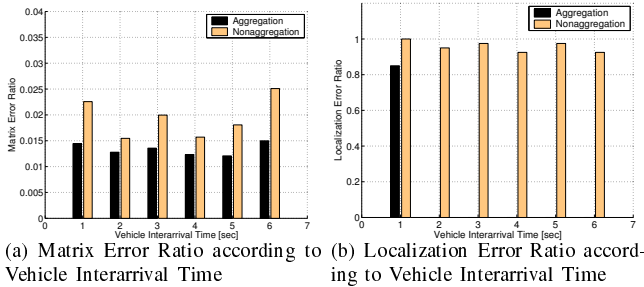 0.04
0.035
0.03
0.025
0.02
0.015
0.01
0.005
0
Matrix Error Ratio
Aggregation
Nonaggregation
0 1 2 3 4 5 6 7
Vehicle Interarrival Time [sec]
1
0.8
0.6
0.4
0.2
0
Localization Error Ratio
Aggregation
Nonaggregation
0 1 2 3 4 5 6 7
Vehicle Interarrival Time [sec]
(a) Matrix Error Ratio according to
Vehicle Interarrival Time
(b) Localization Error Ratio accord-
ing to Vehicle Interarrival Time